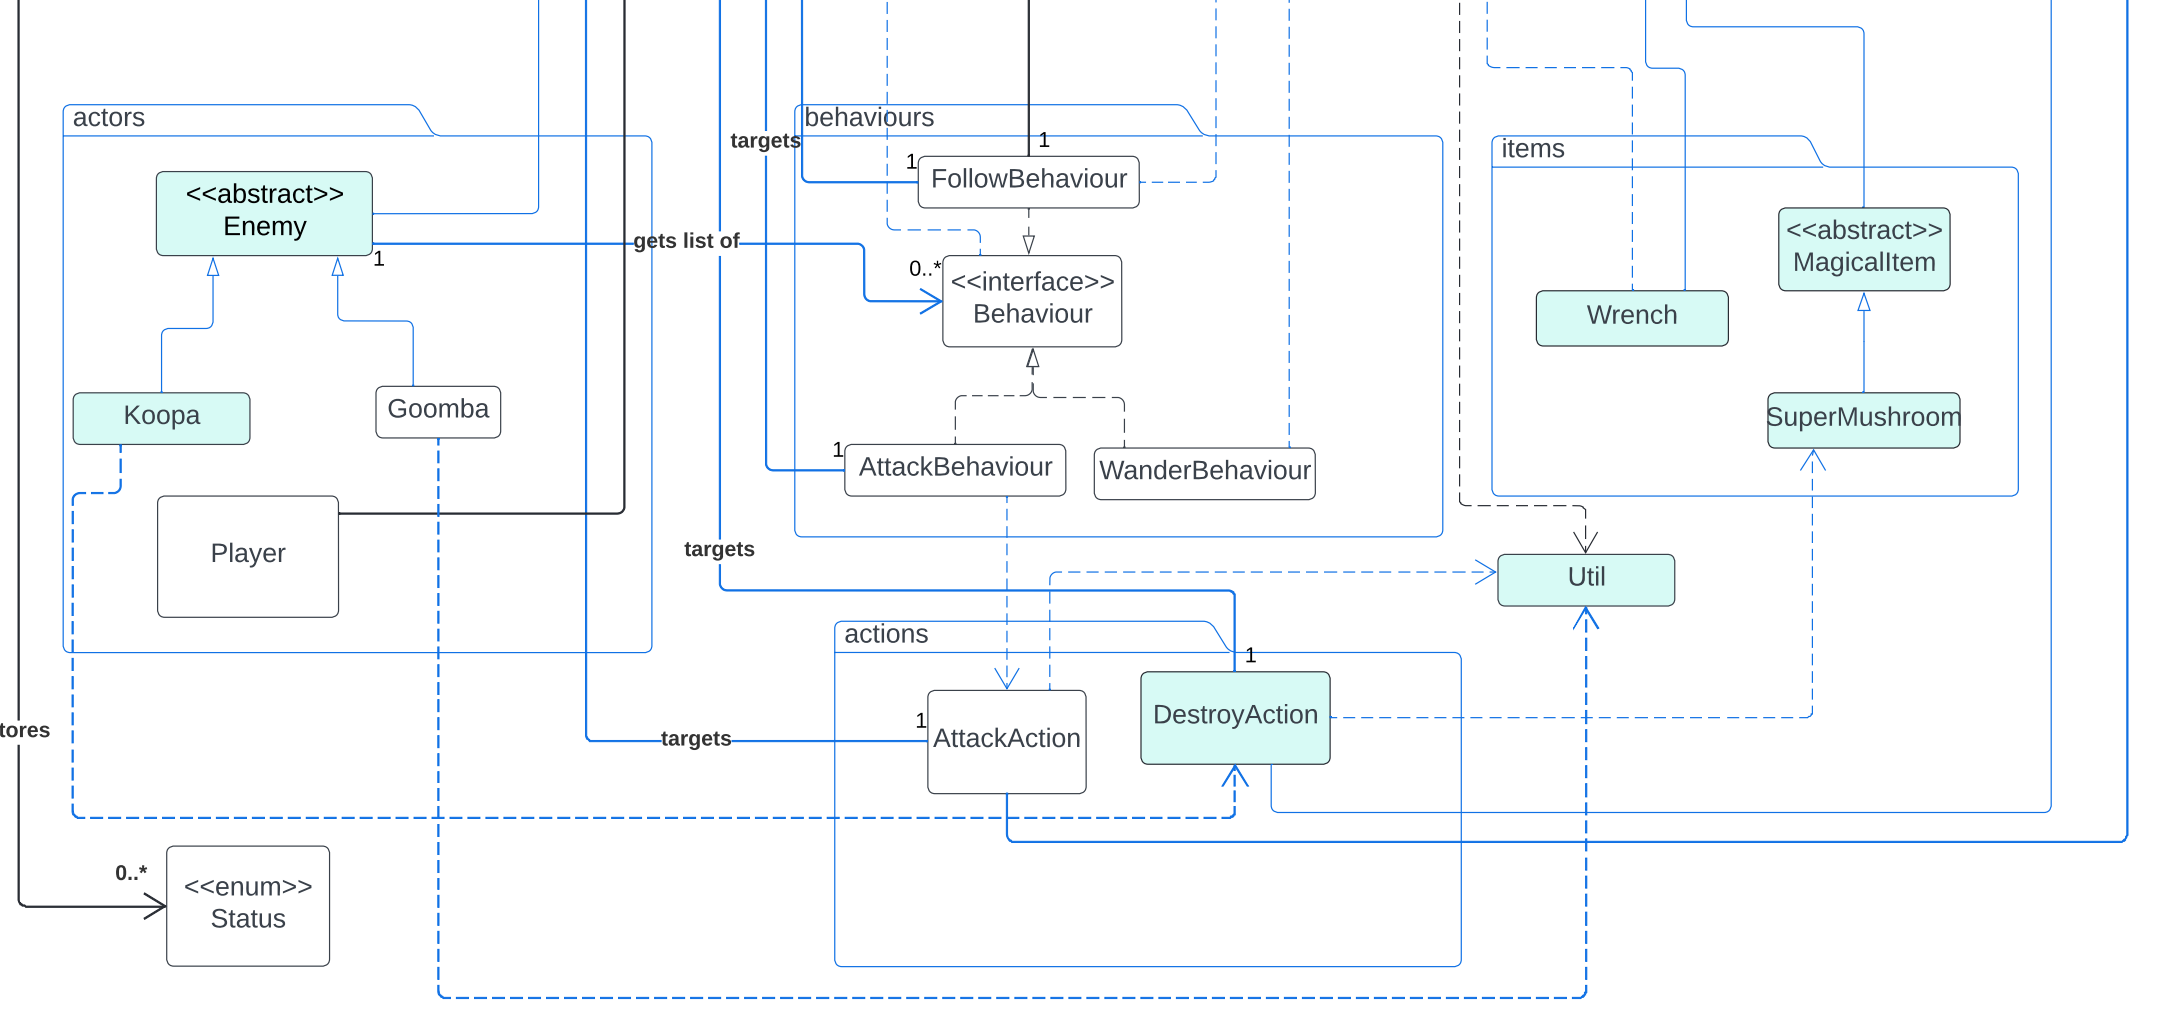 actors
behaviours
targets
1
1
items
<<abstract>>
Enemy
FollowBehaviour
<<abstract>>
MagicalItem
gets list of
1
0..*
<<interface>>
Behaviour
Wrench
Koopa
Goomba
SuperMushroom
1
AttackBehaviour
WanderBehaviour
Player
targets
Util
actions
1
tores
1
targets
AttackAction
DestroyAction
0..*
<<enum>>
Status